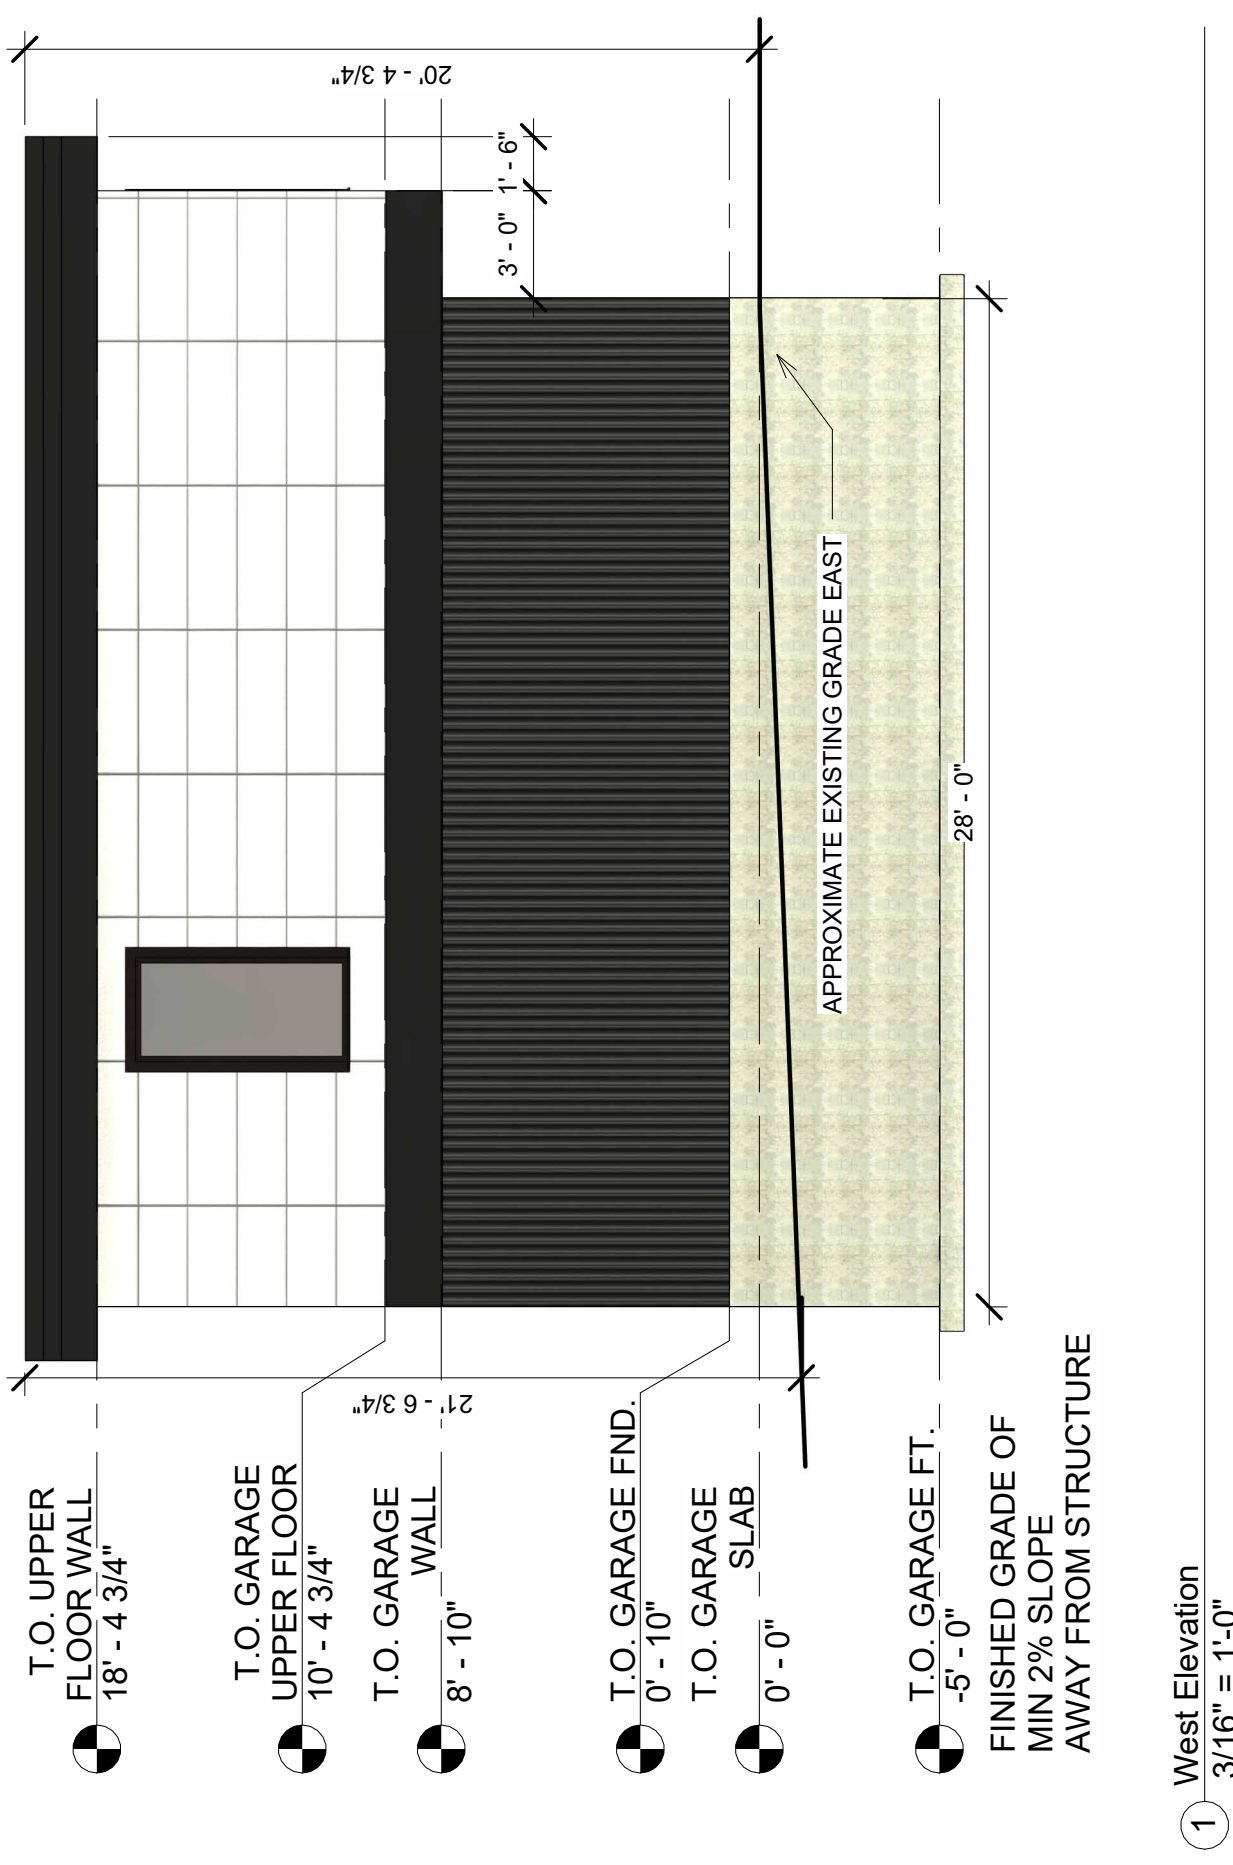 T.O. UPPER
FLOOR WALL
18' - 4 3/4"
T.O. GARAGE
UPPER FLOOR
10' - 4 3/4"
T.O. GARAGE
WALL
8' - 10"
T.O. GARAGE FND.
0' - 10"
T.O. GARAGE
SLAB
0' - 0"
T.O. GARAGE FT.
-5' - 0"
FINISHED GRADE OF
MIN 2% SLOPE
AWAY FROM STRUCTURE
21' - 6 3/4"
20' - 4 3/4"
3' - 0"
1' - 6"
APPROXIMATE EXISTING GRADE EAST
28' - 0"
1
West Elevation
3/16" = 1'-0"